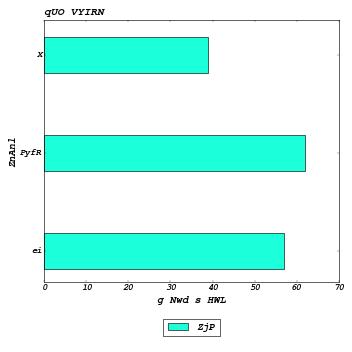 qUO VYIRN
X
PyfR
ei
ZnAnl
0 10 20 30 40 50 60 70
g Nwd s HWL
ZjP